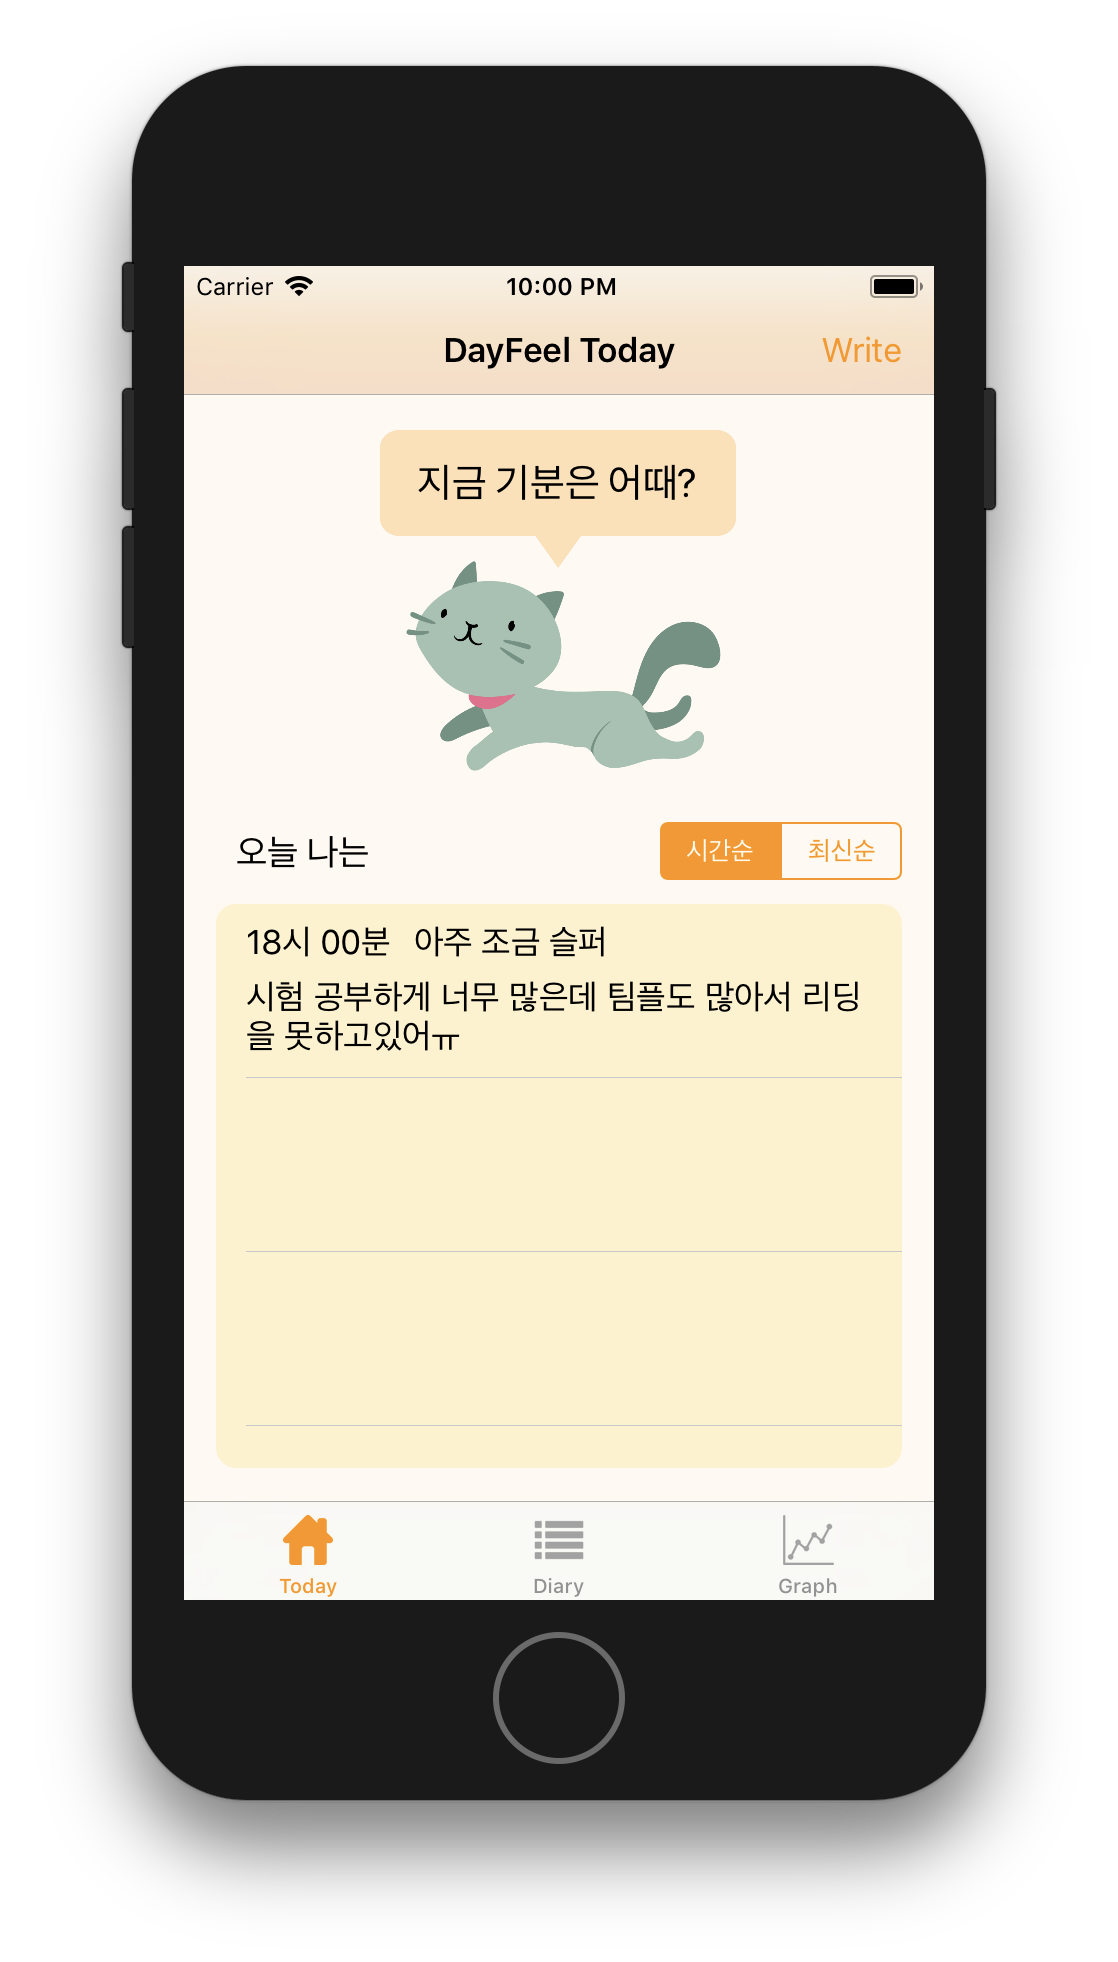 Carrier 10:00 PM
DayFeel Today Write
지금 기분은 어때?
오늘 나는 시간순 최신순
18시 00분 아주 조금 슬퍼
시험 공부하게 너무 많은데 팀플도 많아서 리딩
을 못하고있어ㅠ
Today Diary Graph